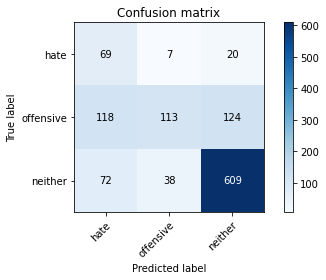 Confusion matrix
True label
hate 69 7 20
offensive 118 113 124
neither 72 38 609
hate offensive neither
Predicted label
600
500
400
300
200
100